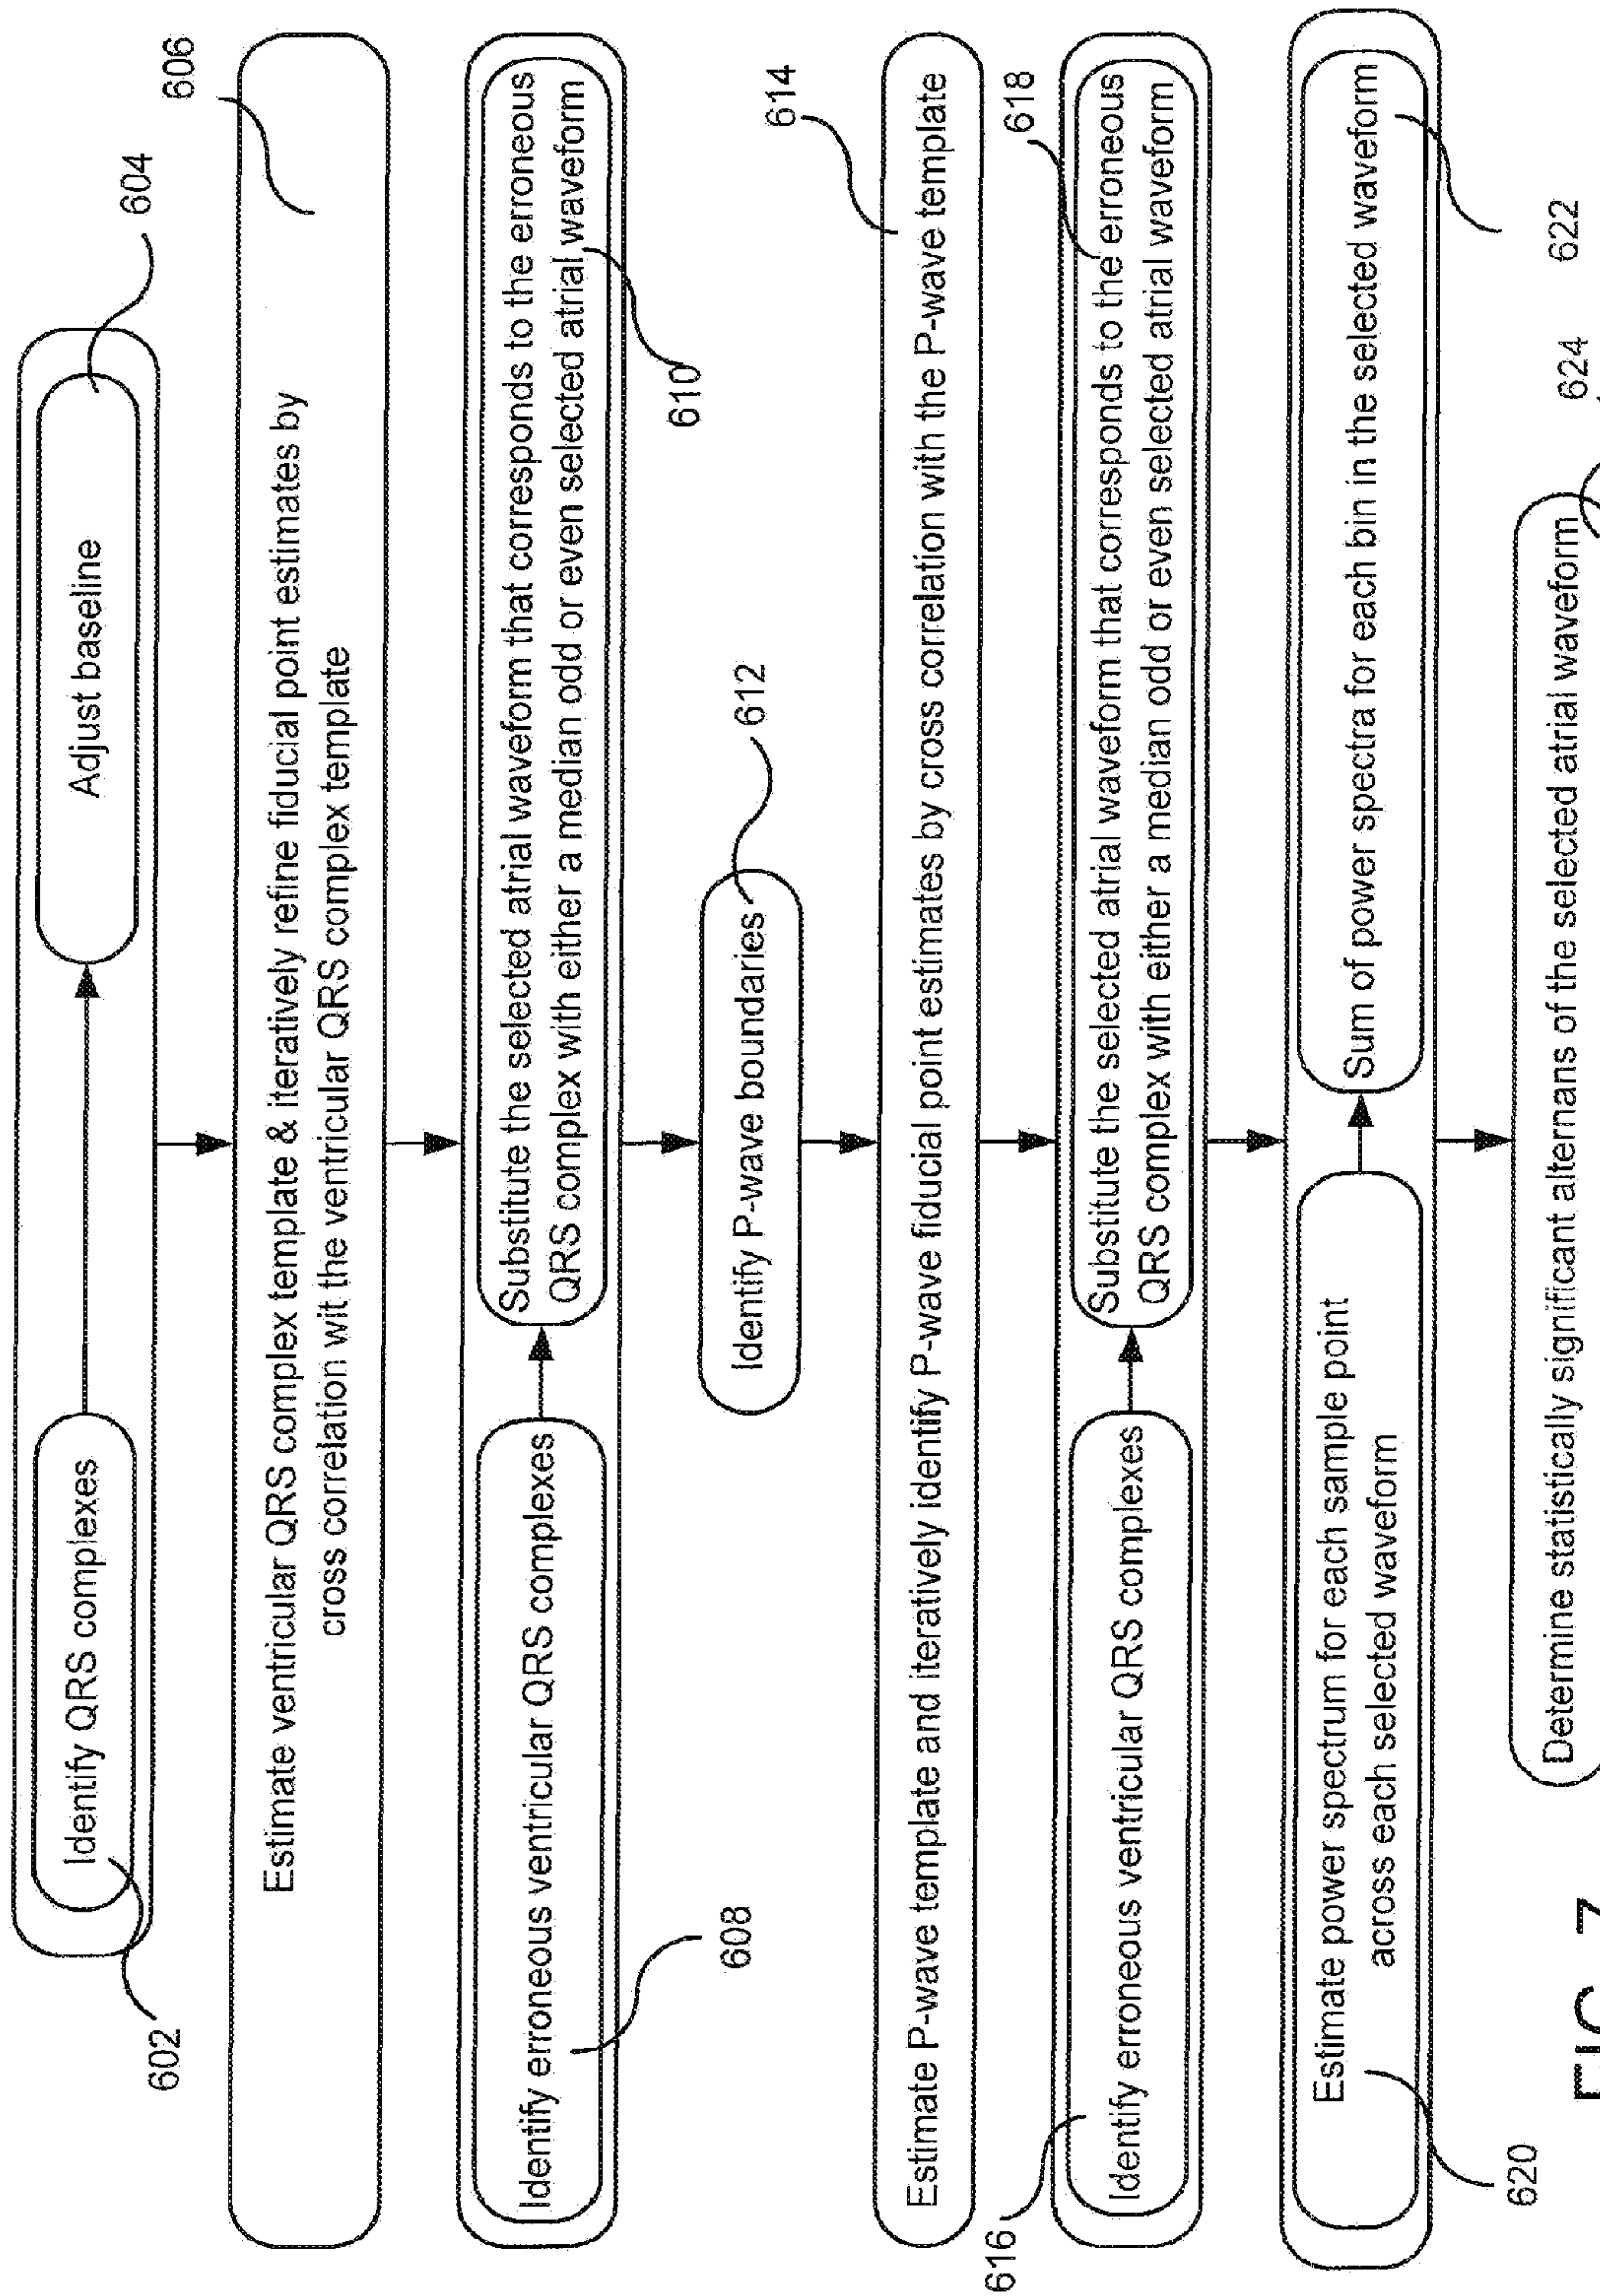 602
Identify QRS complexes
Adjust baseline
604
606
Estimate ventricular QRS complex template & iteratively refine fiducial point estimates by
cross correlation wit the ventricular QRS complex template
Identify erroneous ventricular QRS complexes
608
Substitute the selected atrial waveform that corresponds to the erroneous
QRS complex with either a median odd or even selected atrial waveform
610
Identify P-wave boundaries
612
614
Estimate P-wave template and iteratively identify P-wave fiducial point estimates by cross correlation with the P-wave template
616
Identify erroneous ventricular QRS complexes
618
Substitute the selected atrial waveform that corresponds to the erroneous
QRS complex with either a median odd or even selected atrial waveform
Estimate power spectrum for each sample point
across each selected waveform
620
Sum of power spectra for each bin in the selected waveform
622
Determine statistically significant alternans of the selected atrial waveform
624
FIG. 7